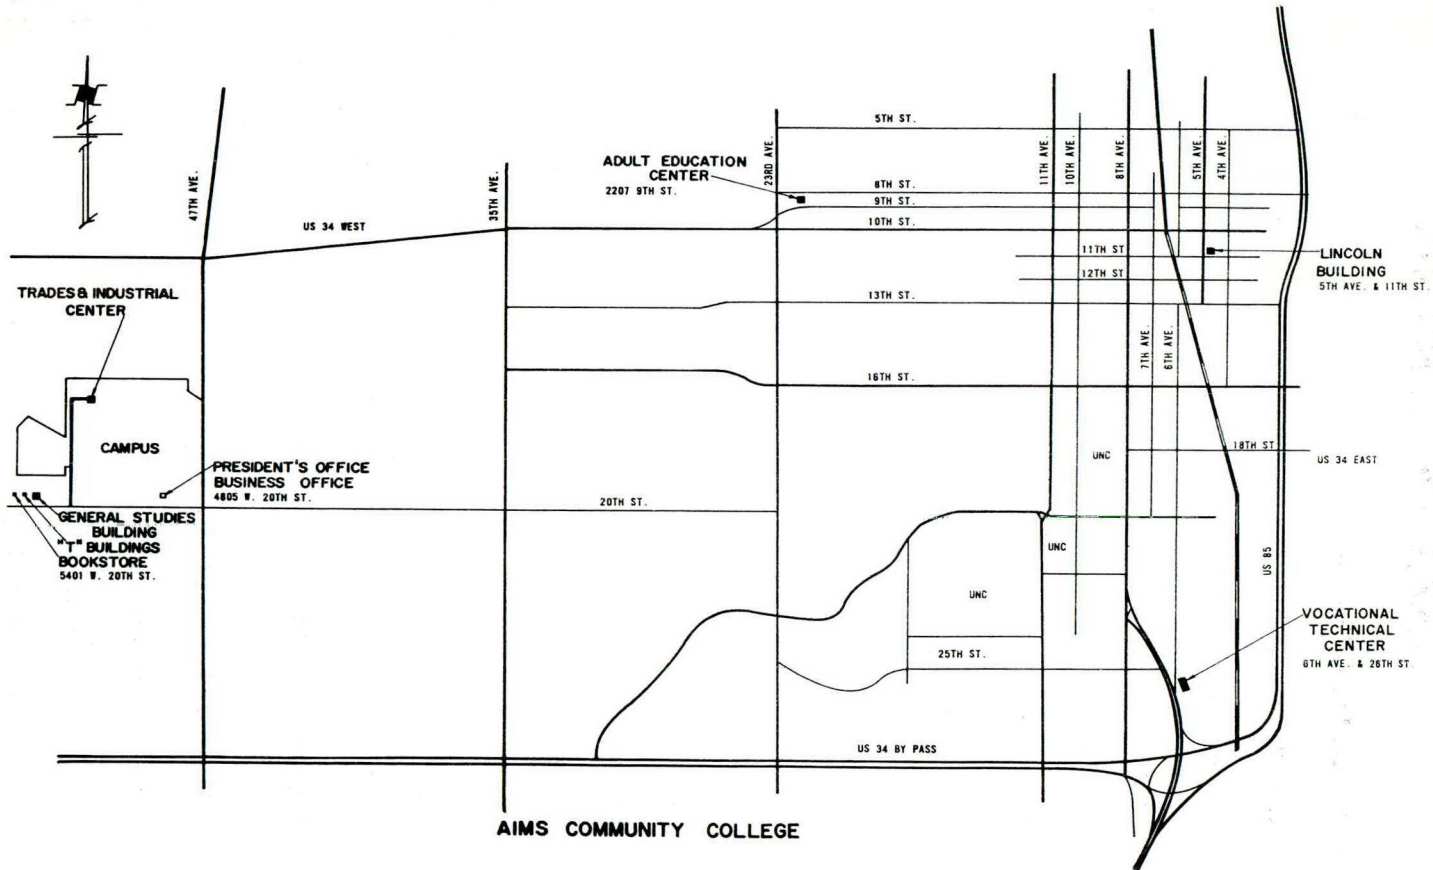 5TH ST.
ADULT EDUCATION
CENTER
2207 9TH ST.
23RD AVE.
11TH AVE.
10TH AVE.
8TH AVE.
5TH AVE.
4TH AVE.
8TH ST.
9TH ST.
10TH ST.
47TH AVE.
35TH AVE.
US 34 WEST
11TH ST
12TH ST
LINCOLN
BUILDING
5TH AVE. & 11TH ST.
TRADES & INDUSTRIAL
CENTER
13TH ST.
7TH AVE.
6TH AVE.
16TH ST.
CAMPUS
UNC
18TH ST
US 34 EAST
PRESIDENT'S OFFICE
BUSINESS OFFICE
4805 W. 20TH ST.
20TH ST.
GENERAL STUDIES
BUILDING
"T" BUILDINGS
BOOKSTORE
5401 W. 20TH ST.
UNC
UNC
US 85
VOCATIONAL
TECHNICAL
CENTER
6TH AVE. & 26TH ST.
25TH ST.
US 34 BY PASS
AIMS COMMUNITY COLLEGE